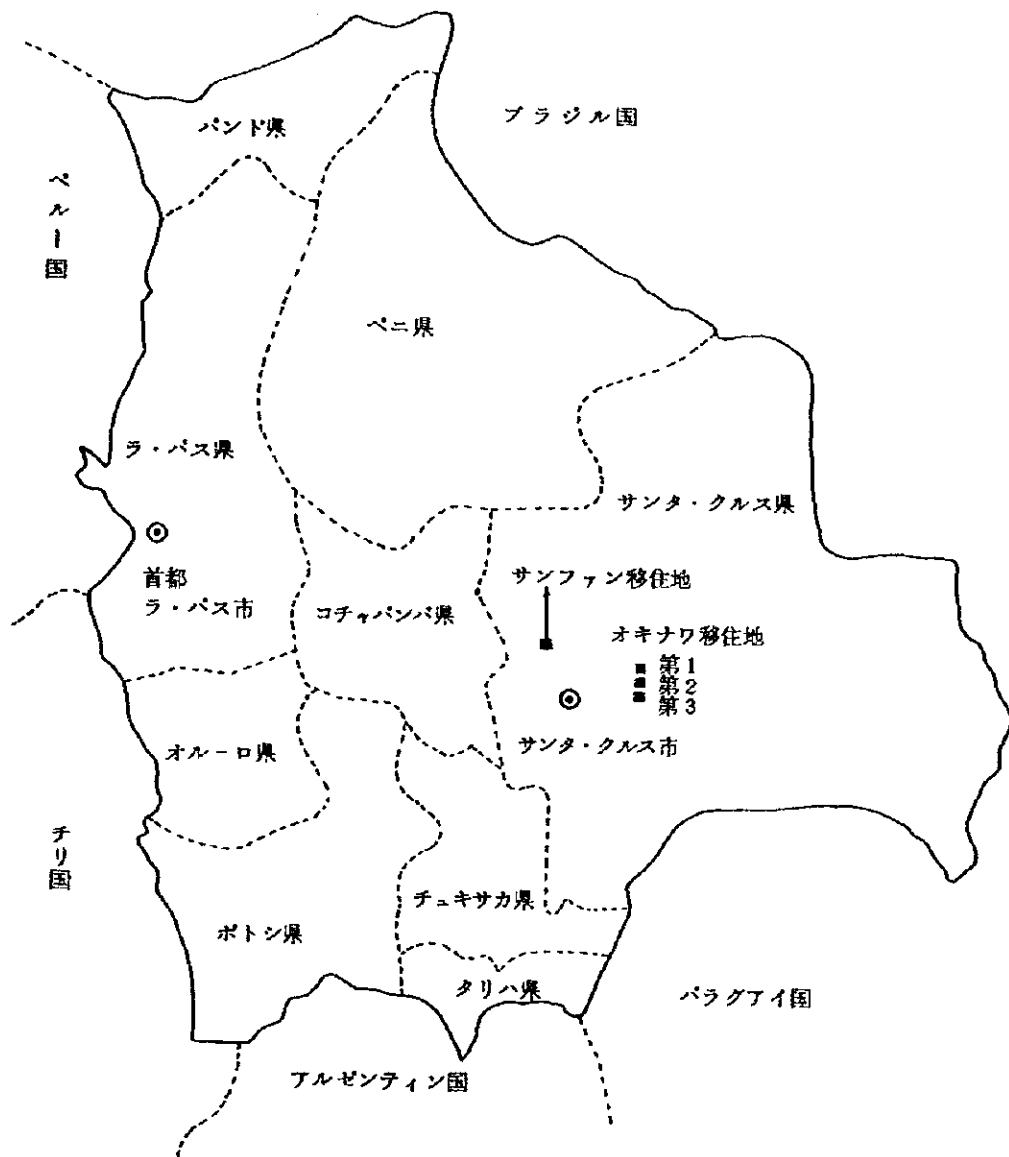 ブラジル国
パンド県
ペルー国
ベニ県
ラ・パス県
サンタ・クルス県
首都
ラ・パス市
サンファン移住地
コチャバンバ県
オキナワ移住地
第1
第2
第3
サンタ・クルス市
オルーロ県
チリ国
チュキサカ県
ポトシ県
タリハ県
パラグアイ国
アルゼンティン国